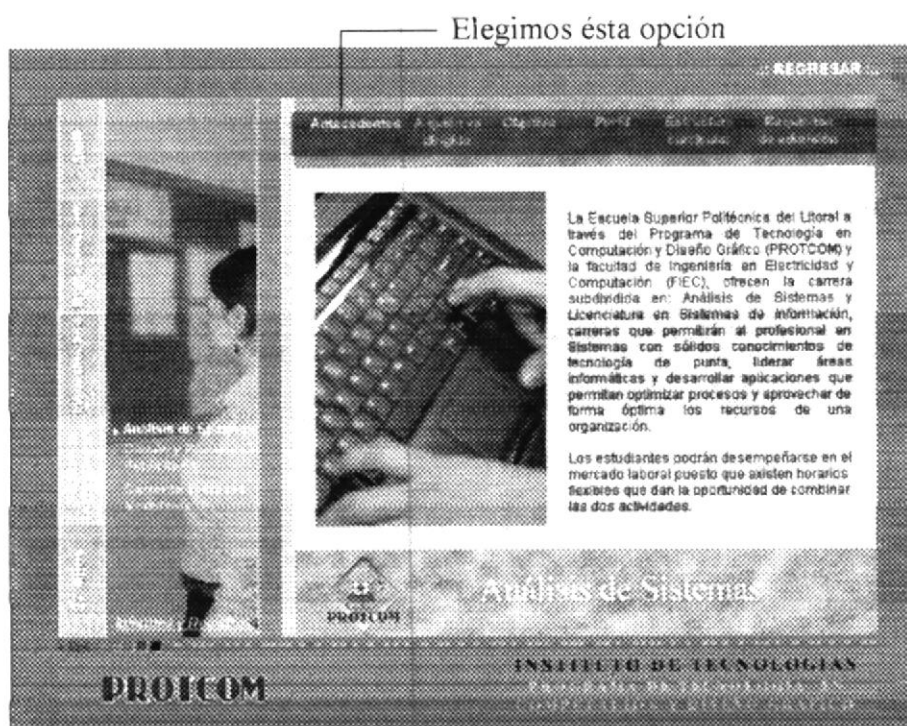 Elegimos ésta opción
.:: REGRESAR ::.
Antecedentes
Objetivo Perfil
La Escuela Superior Politécnica del Litoral a
través del Programa de Tecnología en
Computación y Diseño Gráfico (PROTCOM) y
la facultad de Ingeniería en Electricidad y
Computación (FIEC), ofrecen la carrera
subdividida en: Análisis de Sistemas y
Licenciatura en Sistemas de Información,
carreras que permitirán al profesional en
Sistemas con sólidos conocimientos de
tecnología de punta, liderar áreas
informáticas y desarrollar aplicaciones que
permitan optimizar procesos y aprovechar de
forma óptima los recursos de una
organización.
Los estudiantes podrán desempeñarse en el
mercado laboral puesto que existen horarios
flexibles que dan la oportunidad de combinar
las dos actividades.
Análisis de Sistemas
PROTCOM
Análisis de Sistemas
PROTCOM
INSTITUTO DE TECNOLOGIAS